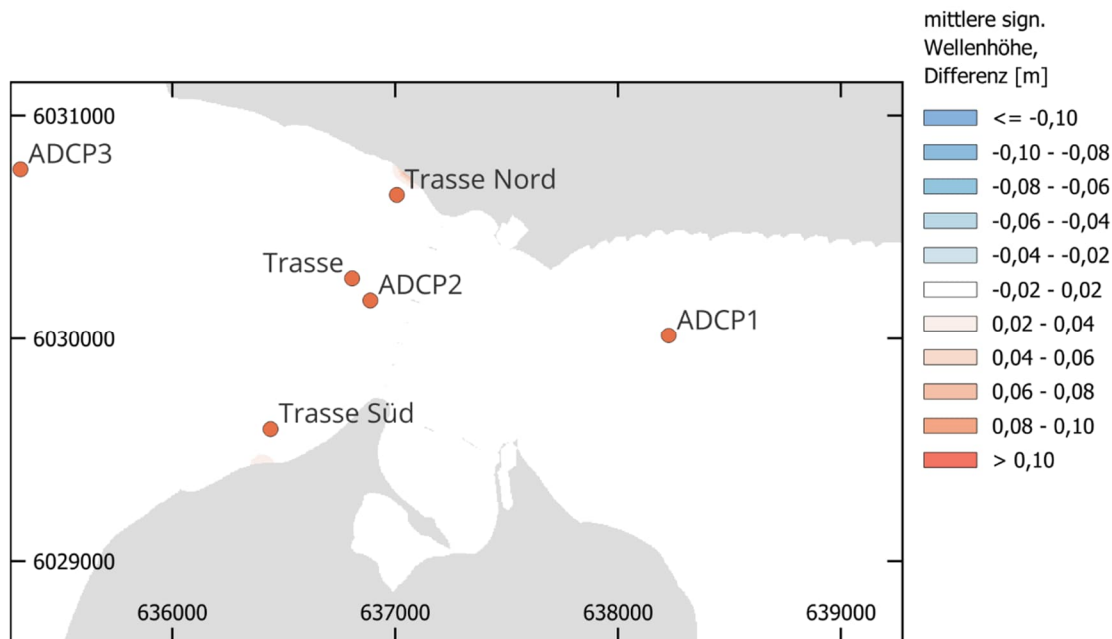 mittlere sign.
Wellenhöhe,
Differenz [m]
<= -0,10
-0,10 - -0,08
-0,08 - -0,06
-0,06 - -0,04
-0,04 - -0,02
-0,02 - 0,02
0,02 - 0,04
0,04 - 0,06
0,06 - 0,08
0,08 - 0,10
> 0,10
6031000
ADCP3
Trasse Nord
Trasse
ADCP2
ADCP1
6030000
Trasse Süd
6029000
636000
637000
638000
639000